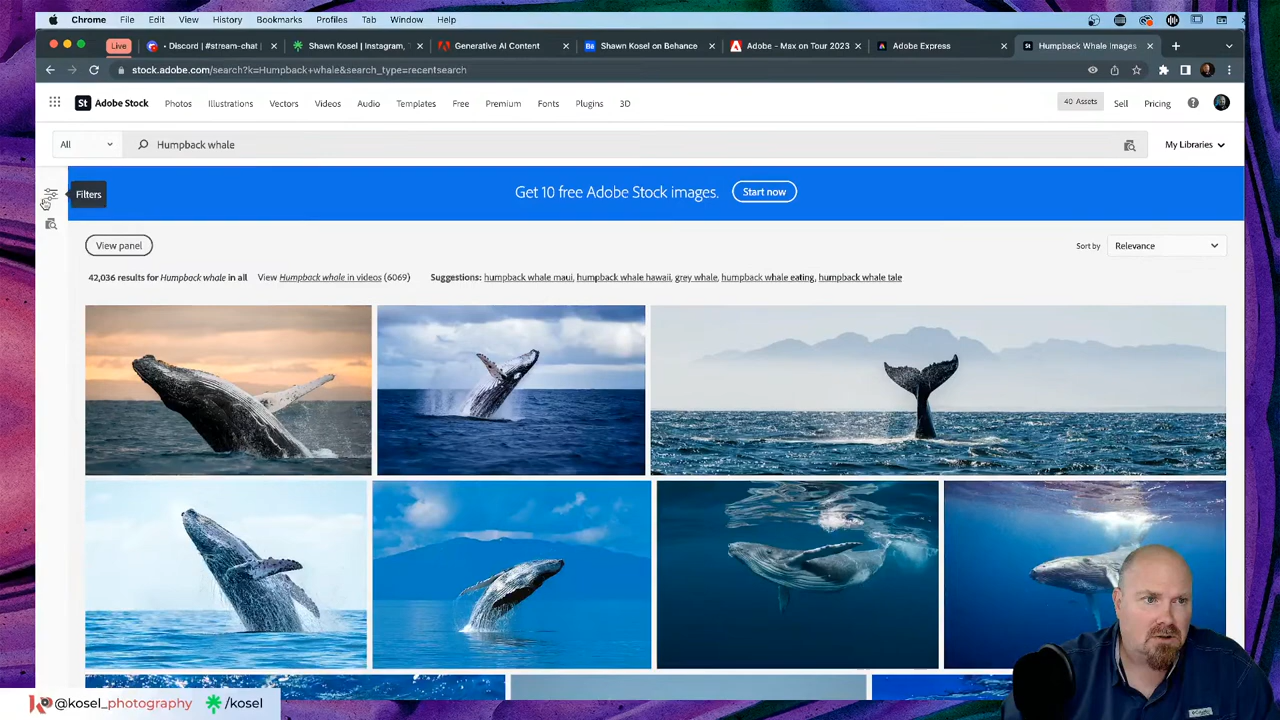 Chrome File Edit View History Bookmarks Profiles Tab Window Help
Live • Discord | #stream-chat | Shawn Kosel | Instagram, Generative AI Content Shawn Kosel on Behance Adobe - Max on Tour 2023 Adobe Express Humpback Whale Images
stock.adobe.com/search?k=Humpback+whale&search_type=recentsearch
St Adobe Stock Photos Illustrations Vectors Videos Audio Templates Free Premium Fonts Plugins 3D 40 Assets Sell Pricing
All Humpback whale My Libraries
Filters Get 10 free Adobe Stock images. Start now
View panel Sort by Relevance
42,036 results for Humpback whale in all View Humpback whale in videos (6069) Suggestions: humpback whale maui, humpback whale hawaii, grey whale, humpback whale eating, humpback whale tale
@kosel_photography /kosel